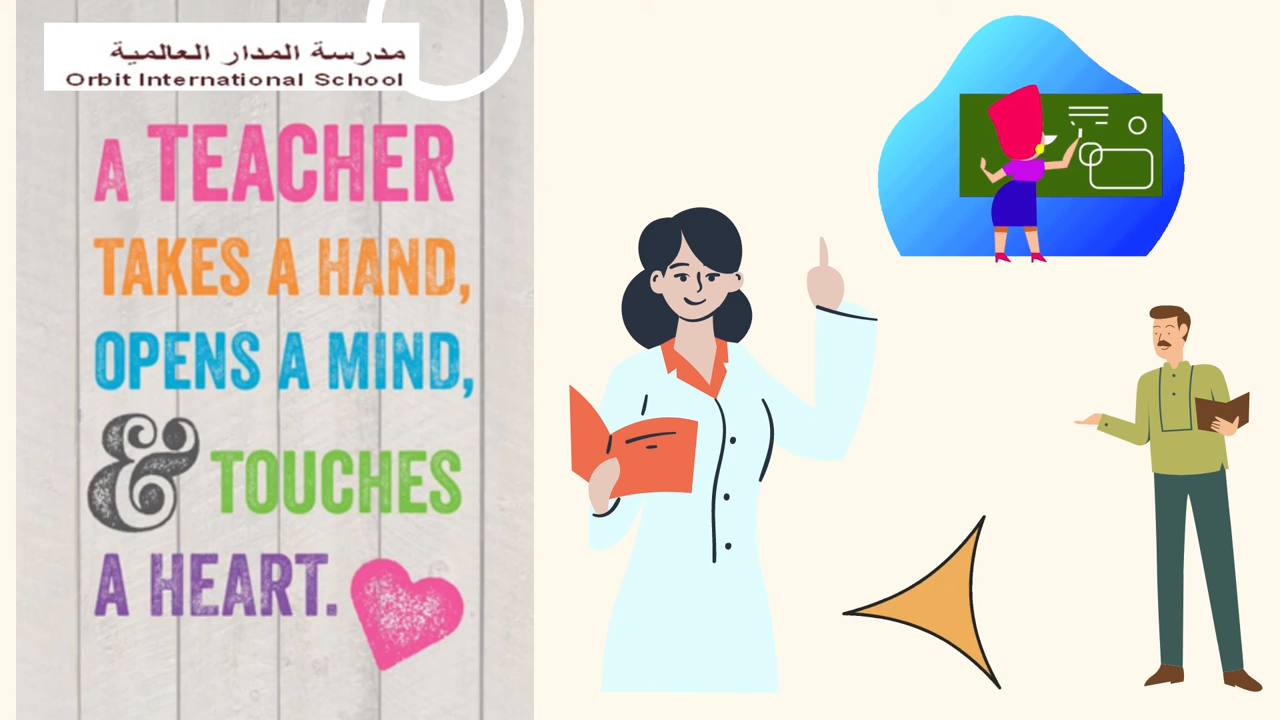 مدرسة المدار العالمية
Orbit International School
A TEACHER
TAKES A HAND,
OPENS A MIND,
& TOUCHES
A HEART.